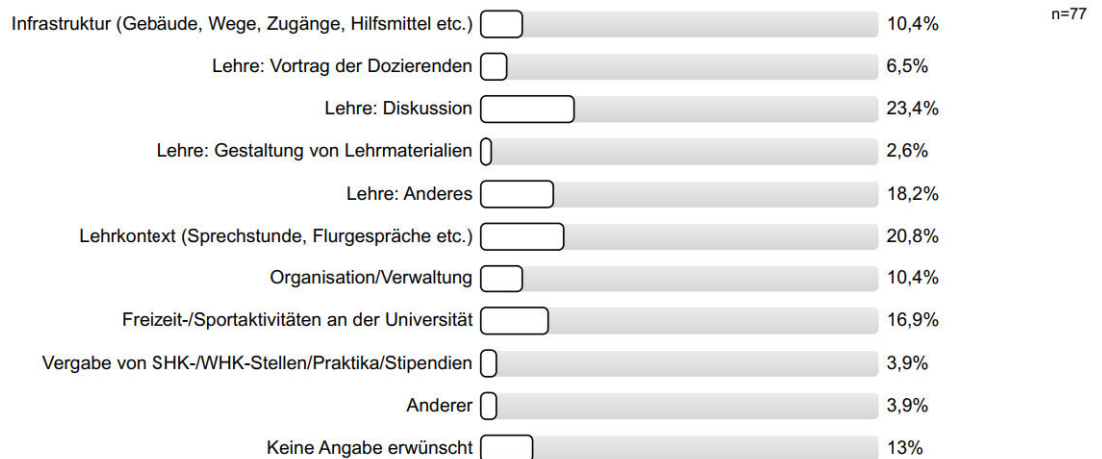 n=77
Infrastruktur (Gebäude, Wege, Zugänge, Hilfsmittel etc.) 10,4%
Lehre: Vortrag der Dozierenden 6,5%
Lehre: Diskussion 23,4%
Lehre: Gestaltung von Lehrmaterialien 2,6%
Lehre: Anderes 18,2%
Lehrkontext (Sprechstunde, Flurgespräche etc.) 20,8%
Organisation/Verwaltung 10,4%
Freizeit-/Sportaktivitäten an der Universität 16,9%
Vergabe von SHK-/WHK-Stellen/Praktika/Stipendien 3,9%
Anderer 3,9%
Keine Angabe erwünscht 13%